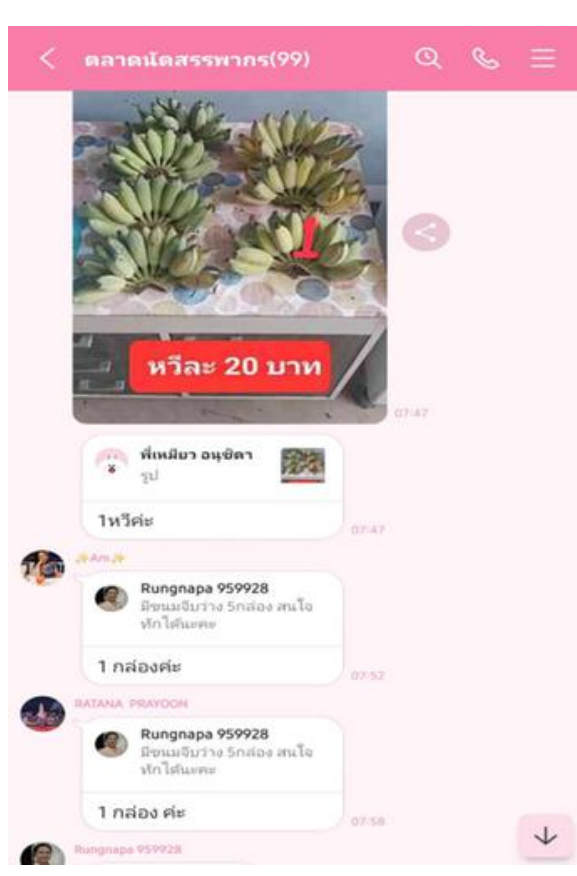 ตลาดนัดสรรพากร(99)
1
หวีละ 20 บาท
07:47
พี่เหมียว อนุชิดา
รูป
1หวีค่ะ
07:47
✨Am✨
Rungnapa 959928
มีขนมจีบว่าง 5กล่อง สนใจ
ทักได้นะคะ
1 กล่องค่ะ
07:52
RATANA PRAYOON
Rungnapa 959928
มีขนมจีบว่าง 5กล่อง สนใจ
ทักได้นะคะ
1 กล่อง ค่ะ
07:58
Rungnapa 959928